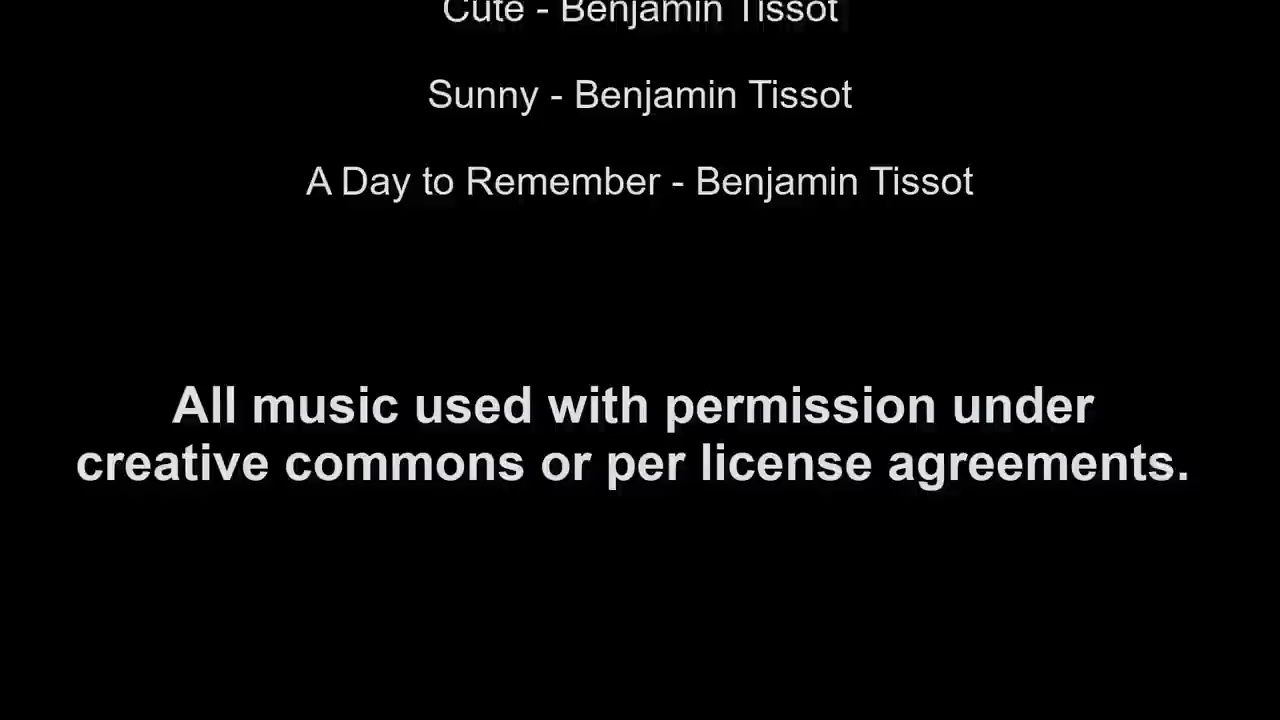 Cute - Benjamin Tissot
Sunny - Benjamin Tissot
A Day to Remember - Benjamin Tissot
All music used with permission under
creative commons or per license agreements.